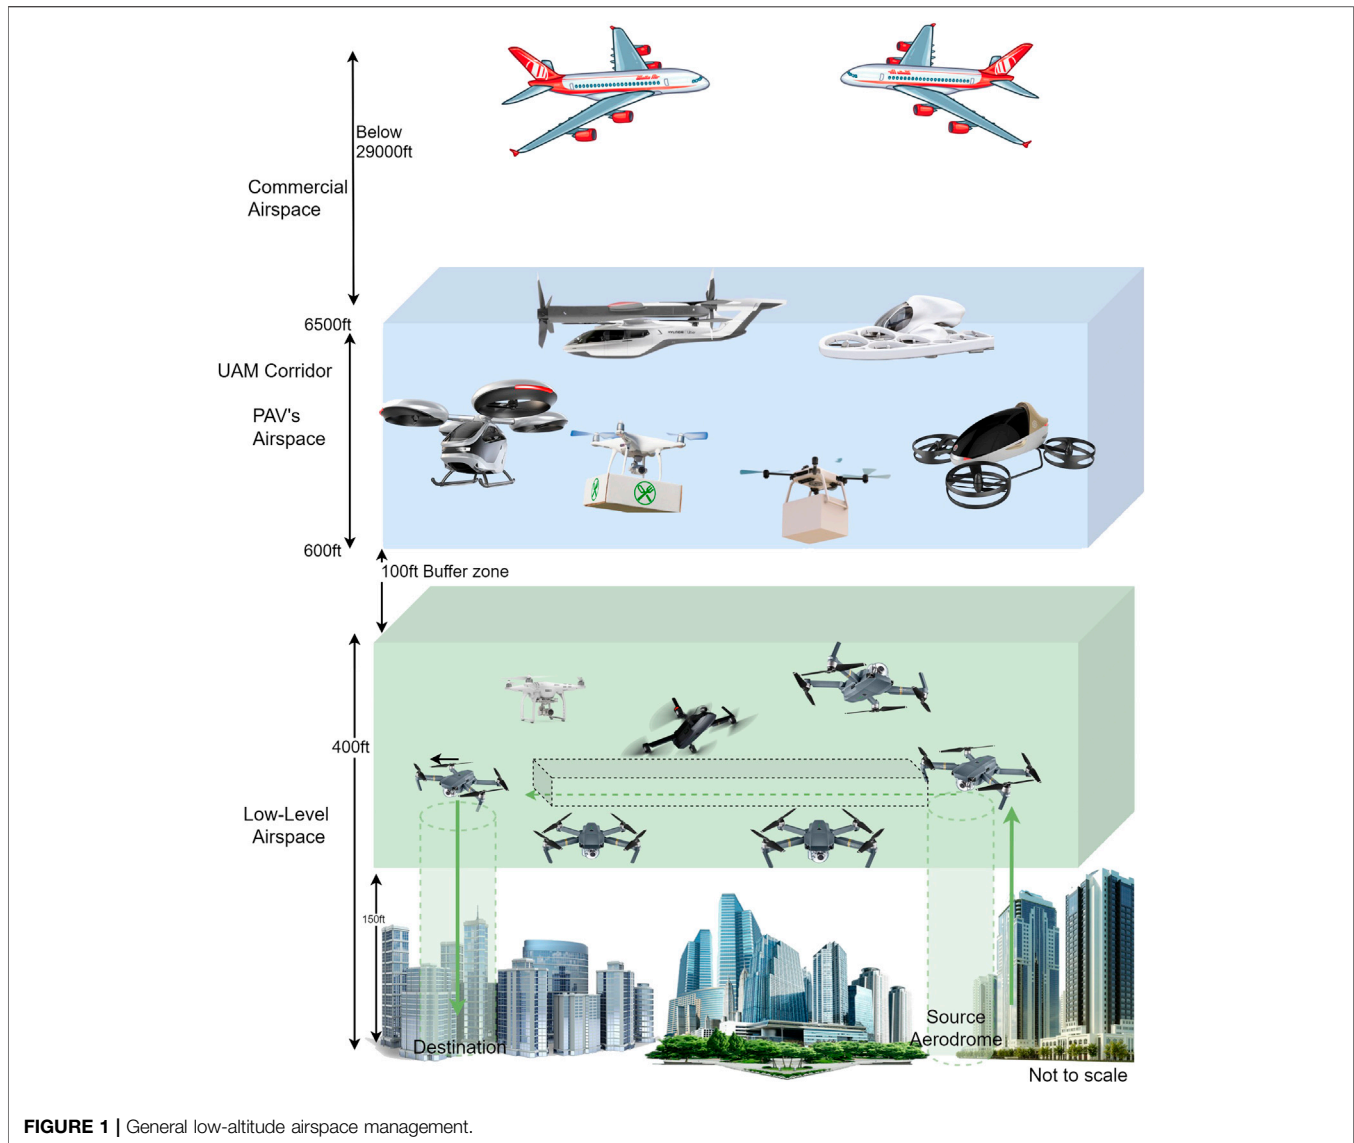 Below
29000ft
Commercial
Airspace
6500ft
UAM Corridor
PAV's
Airspace
600ft
100ft Buffer zone
400ft
Low-Level
Airspace
150ft
Source
Aerodrome
Destination
Not to scale
FIGURE 1 | General low-altitude airspace management.